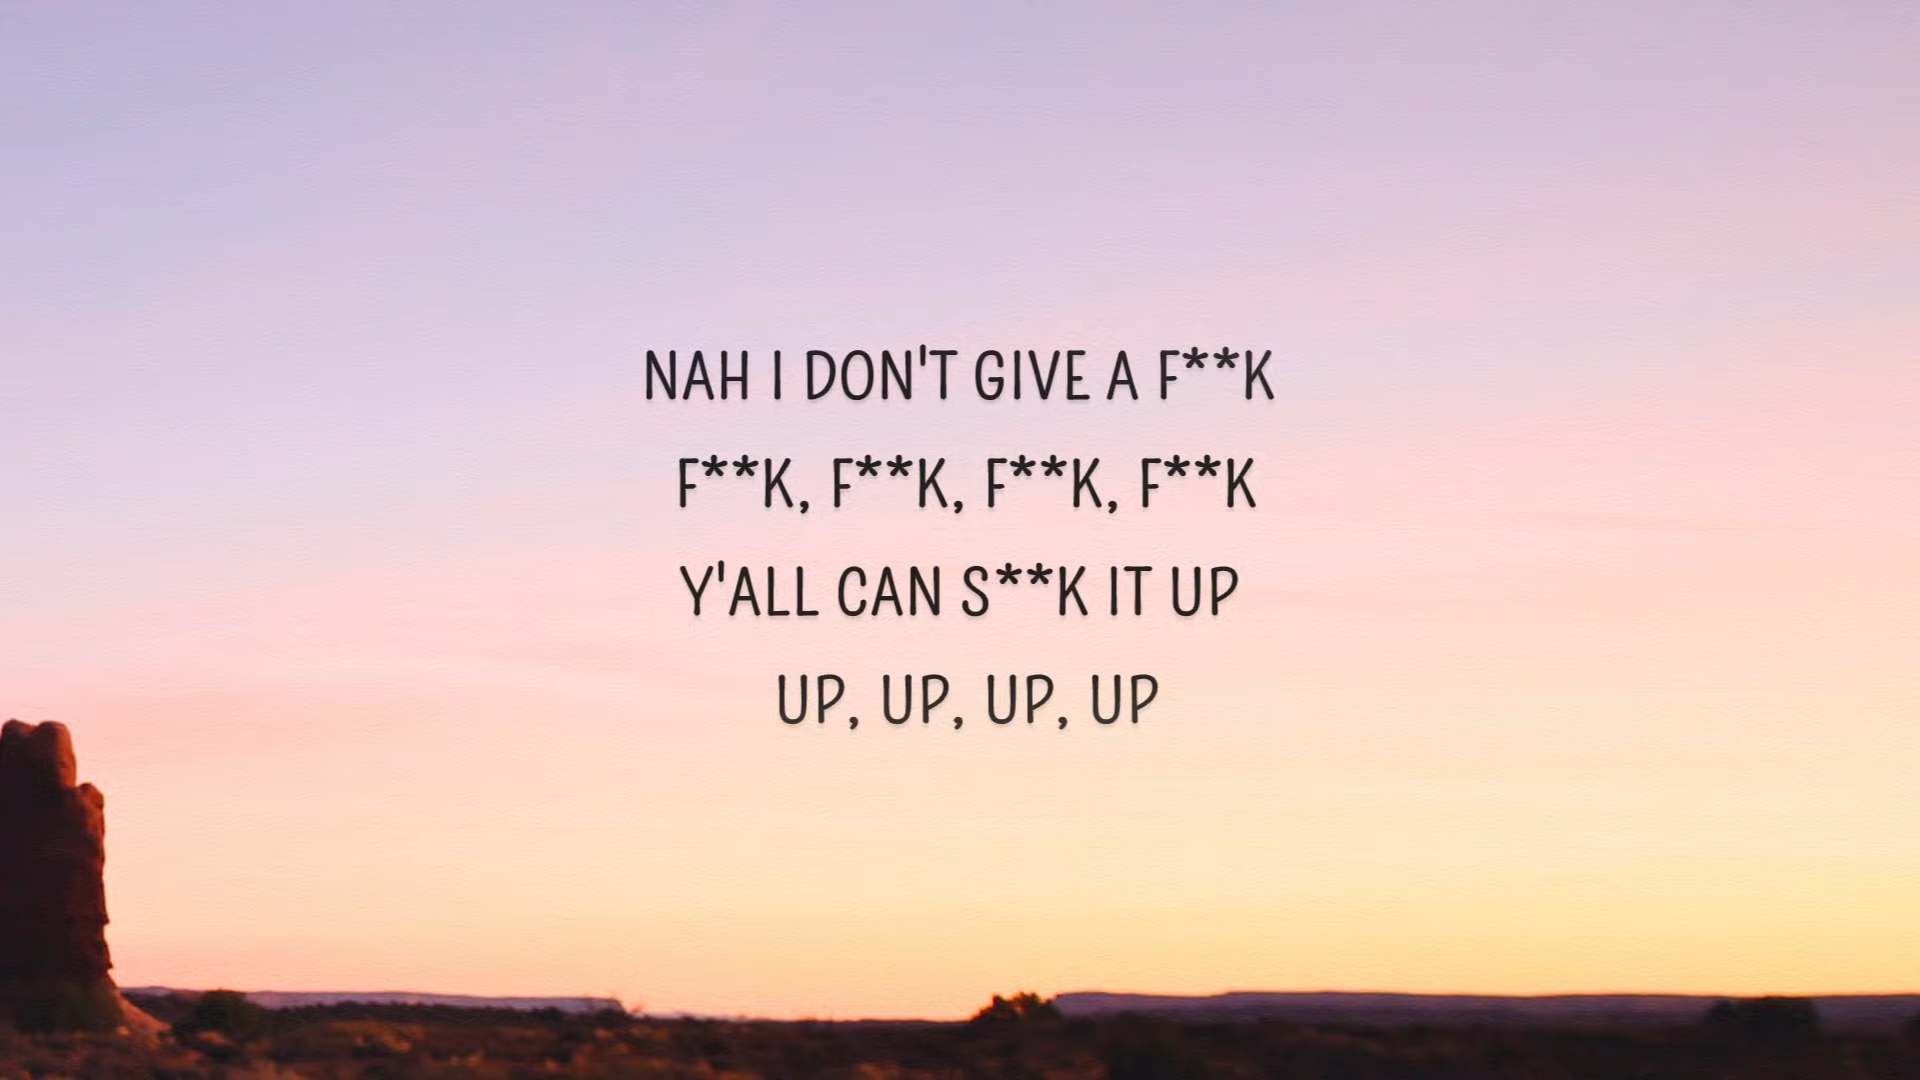 NAH I DON'T GIVE A F**K
F**K, F**K, F**K, F**K
Y'ALL CAN S**K IT UP
UP, UP, UP, UP